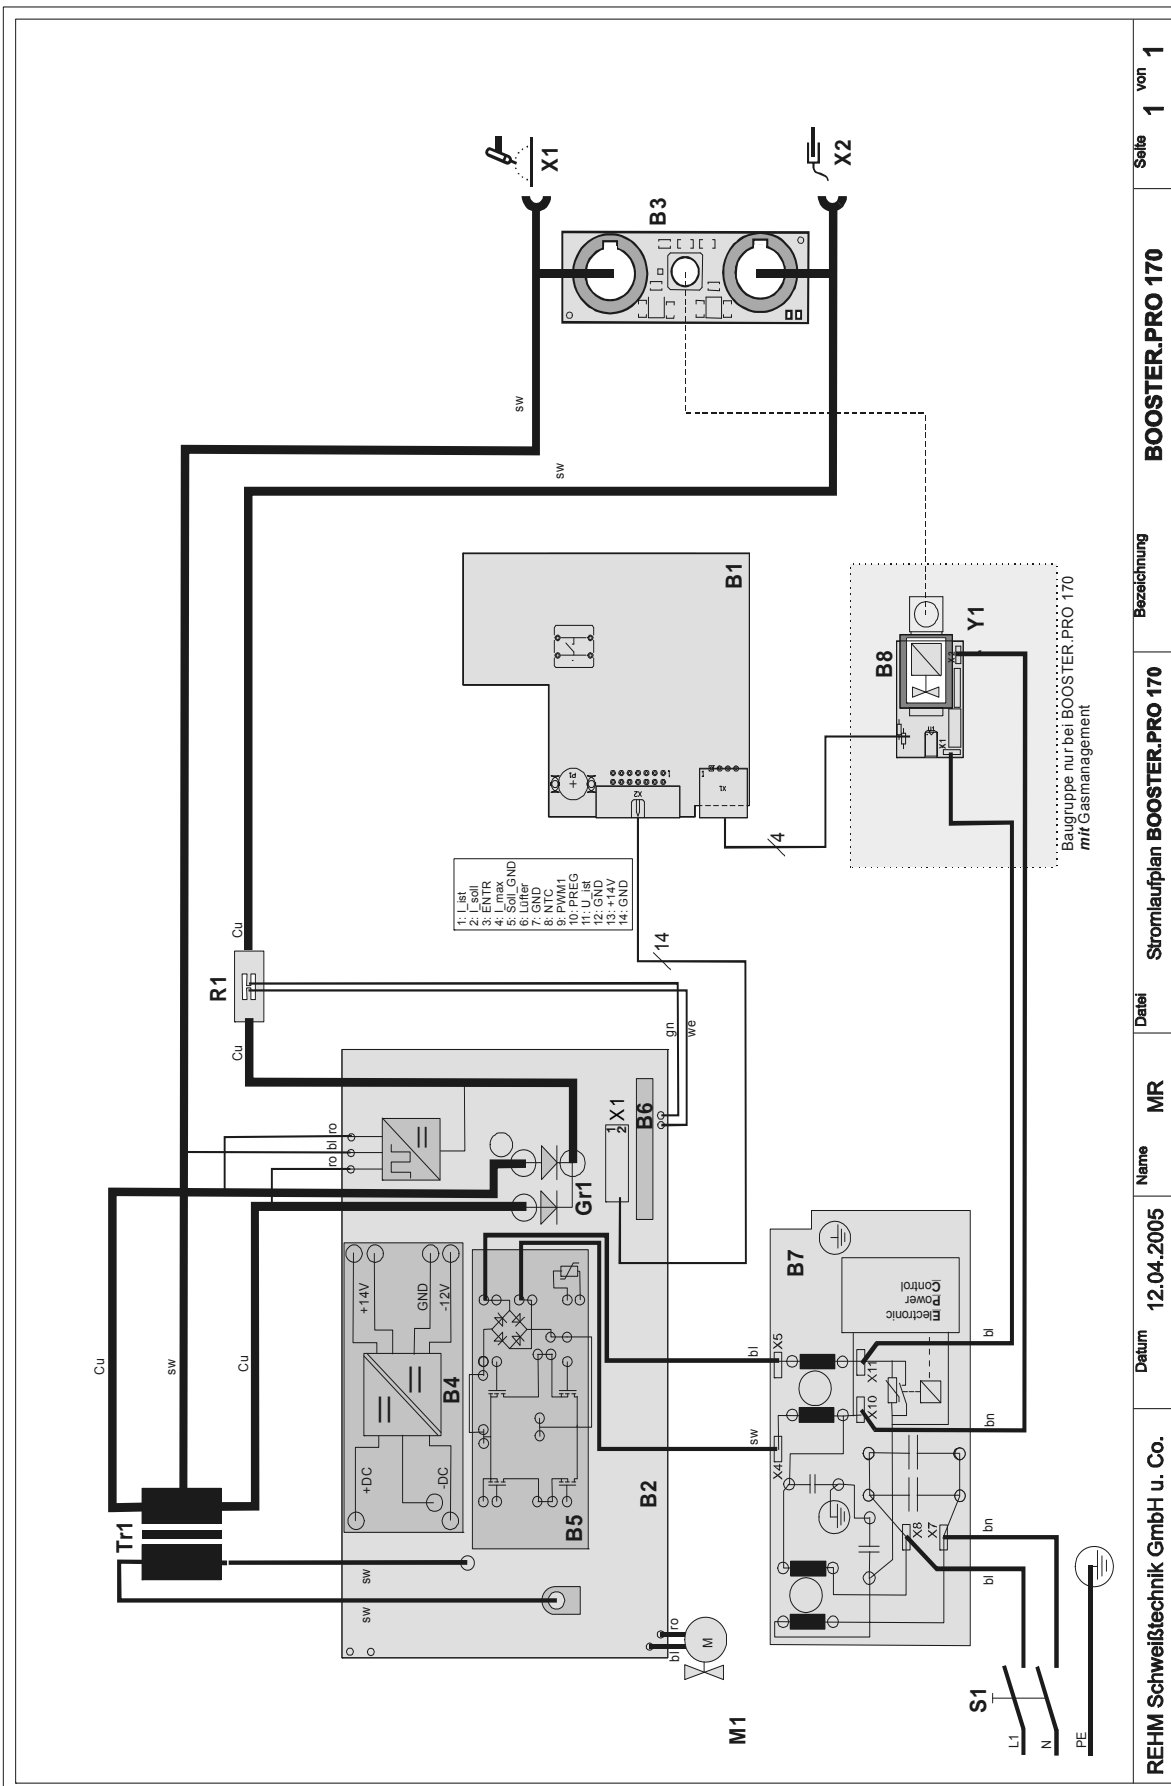 S1
L1
N
PE
M1
M
bl
ro
sw
sw
Tr1
Cu
sw
Cu
+DC
-DC
B4
+14V
GND
-12V
B5
B2
ro
bl
ro
Gr1
X1
1
2
B6
gn
we
Cu
R1
Cu
14
1: I_ist
2: I_soll
3: ENTR
4: I_max
5: Soll_GND
6: Lüfter
7: GND
8: NTC
9: PWM1
10: PREG
11: U_ist
12: GND
13: +14V
14: GND
P1
X2
1
XL
1
B1
4
sw
sw
B3
X1
X2
B7
X4
X5
sw
bl
X10
X11
X8
X7
bl
bn
bn
bl
Electronic
Power
Control
B8
Y1
X1
Baugruppe nur bei BOOSTER.PRO 170
mit Gasmanagement
REHM Schweißtechnik GmbH u. Co.
Datum 12.04.2005
Name MR
Datei Stromlaufplan BOOSTER.PRO 170
Bezeichnung BOOSTER.PRO 170
Seite 1 von 1